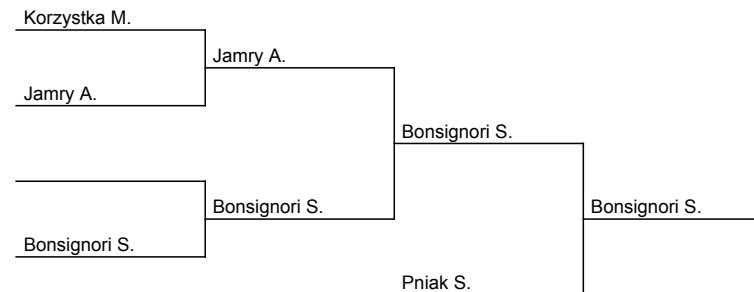 Korzystka M.
Jamry A.
Jamry A.
Bonsignori S.
Bonsignori S.
Bonsignori S.
Bonsignori S.
Pniak S.